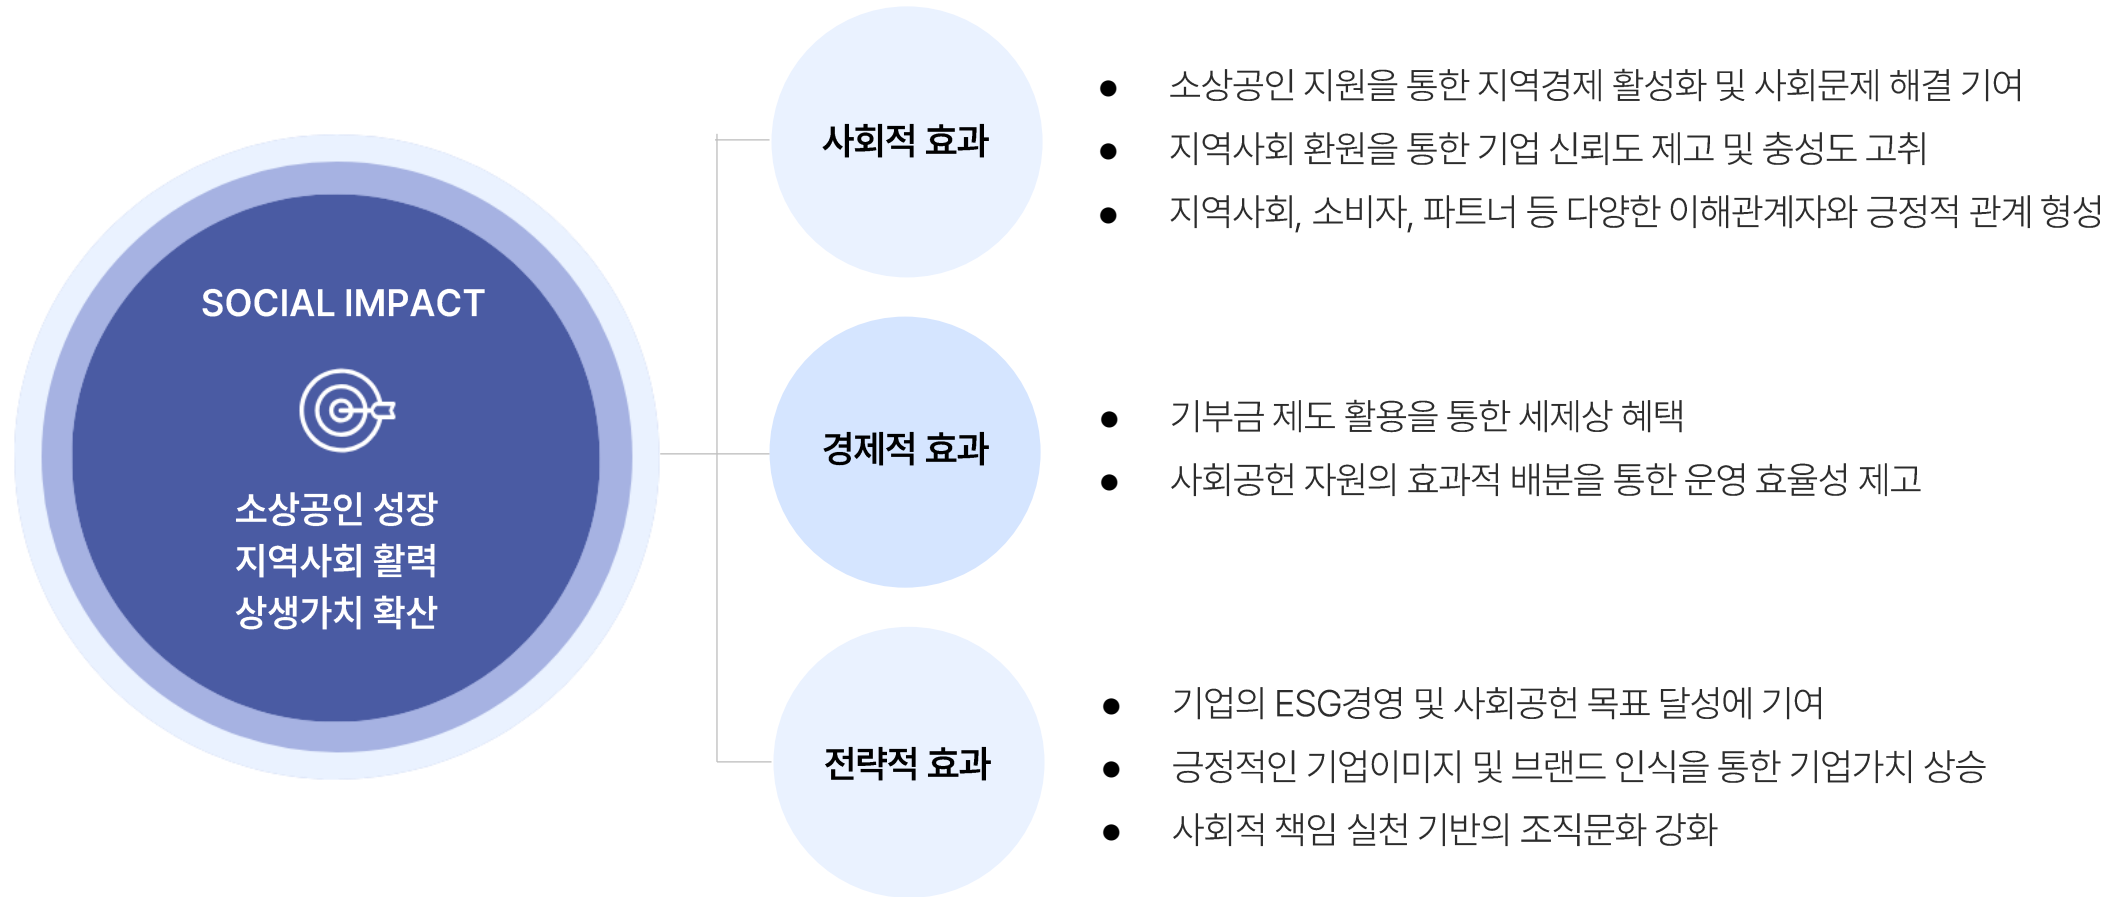 SOCIAL IMPACT
소상공인 성장
지역사회 활력
상생가치 확산
사회적 효과
● 소상공인 지원을 통한 지역경제 활성화 및 사회문제 해결 기여
● 지역사회 환원을 통한 기업 신뢰도 제고 및 충성도 고취
● 지역사회, 소비자, 파트너 등 다양한 이해관계자와 긍정적 관계 형성
경제적 효과
● 기부금 제도 활용을 통한 세제상 혜택
● 사회공헌 자원의 효과적 배분을 통한 운영 효율성 제고
전략적 효과
● 기업의 ESG경영 및 사회공헌 목표 달성에 기여
● 긍정적인 기업이미지 및 브랜드 인식을 통한 기업가치 상승
● 사회적 책임 실천 기반의 조직문화 강화